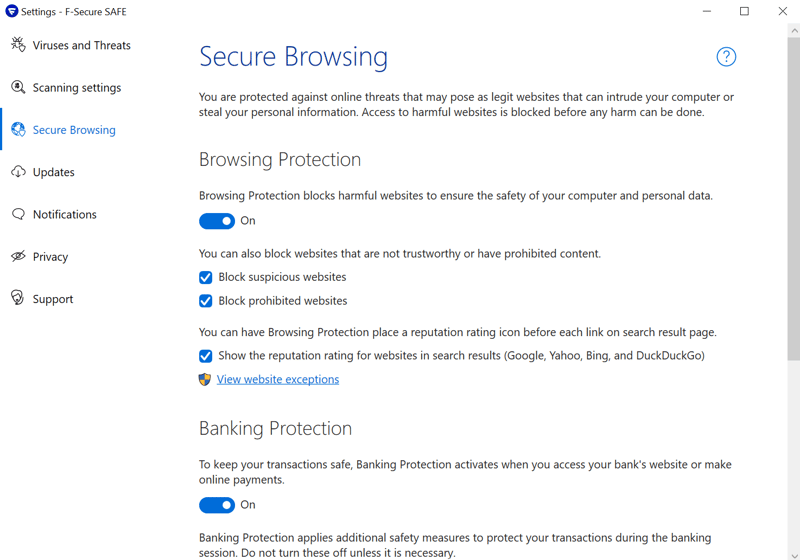 Settings - F-Secure SAFE
Viruses and Threats
Scanning settings
Secure Browsing
Updates
Notifications
Privacy
Support
Secure Browsing
?
You are protected against online threats that may pose as legit websites that can intrude your computer or
steal your personal information. Access to harmful websites is blocked before any harm can be done.
Browsing Protection
Browsing Protection blocks harmful websites to ensure the safety of your computer and personal data.
On
You can also block websites that are not trustworthy or have prohibited content.
Block suspicious websites
Block prohibited websites
You can have Browsing Protection place a reputation rating icon before each link on search result page.
Show the reputation rating for websites in search results (Google, Yahoo, Bing, and DuckDuckGo)
View website exceptions
Banking Protection
To keep your transactions safe, Banking Protection activates when you access your bank's website or make
online payments.
On
Banking Protection applies additional safety measures to protect your transactions during the banking
session. Do not turn these off unless it is necessary.